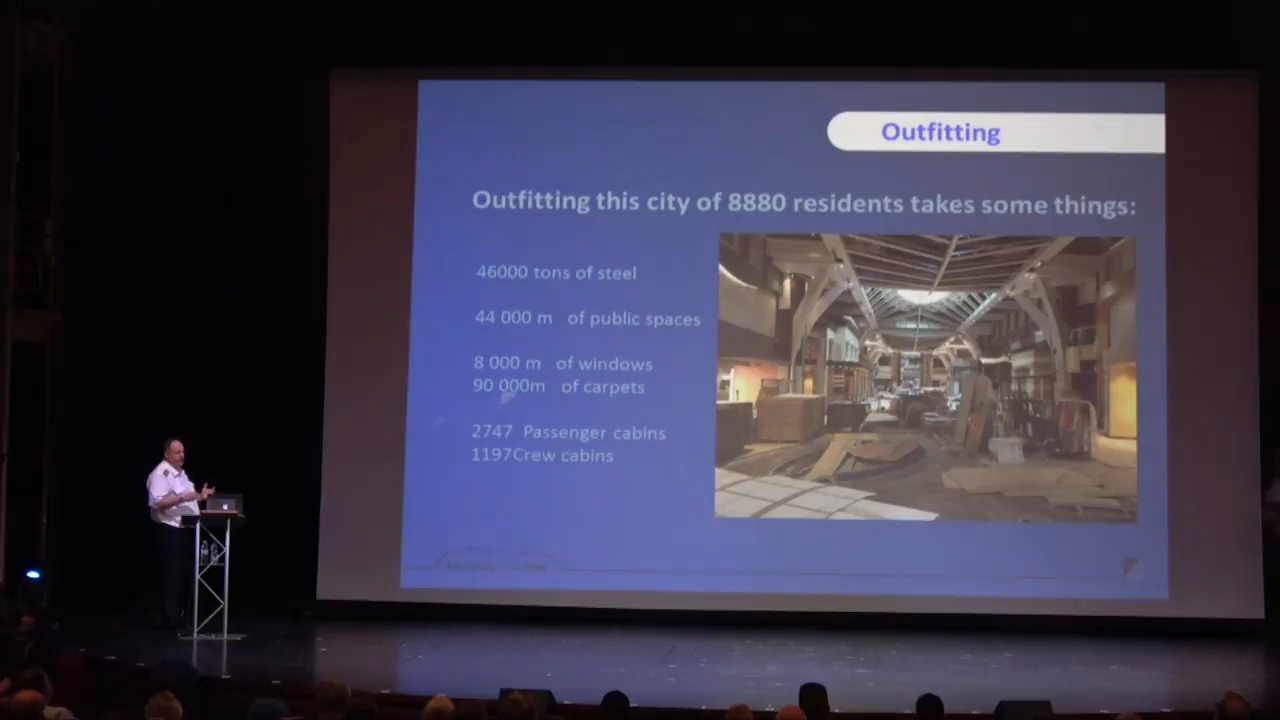 Outfitting
Outfitting this city of 8880 residents takes some things:
46000 tons of steel
44 000 m of public spaces
8 000 m of windows
90 000m of carpets
2747 Passenger cabins
1197Crew cabins